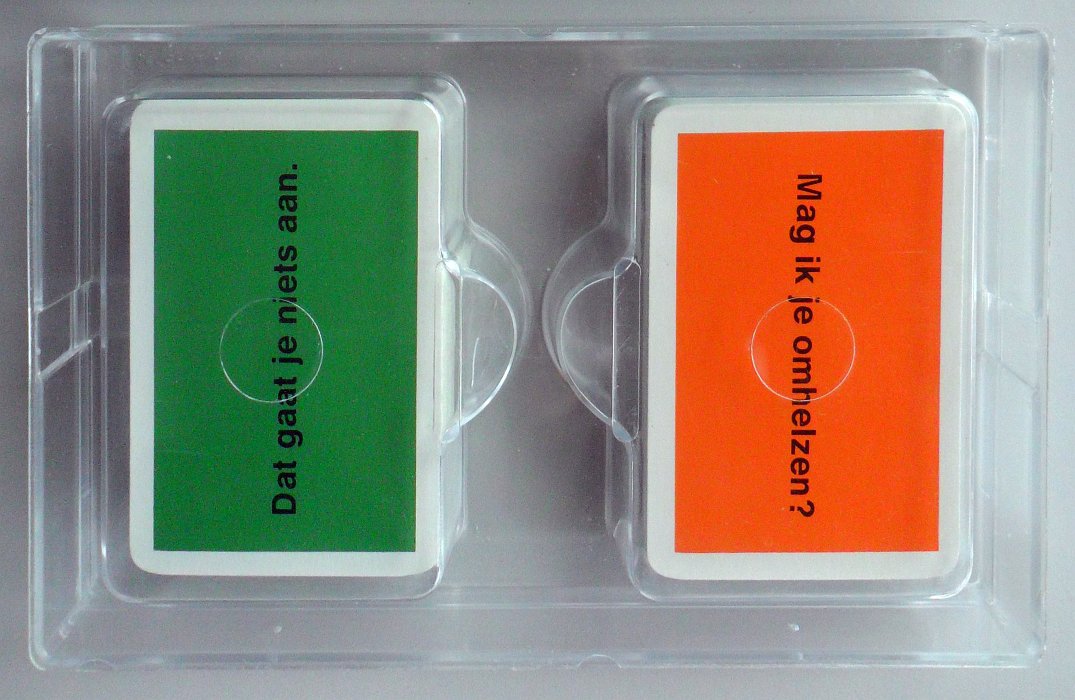 Dat gaat je niets aan.
Mag ik je omhelzen?